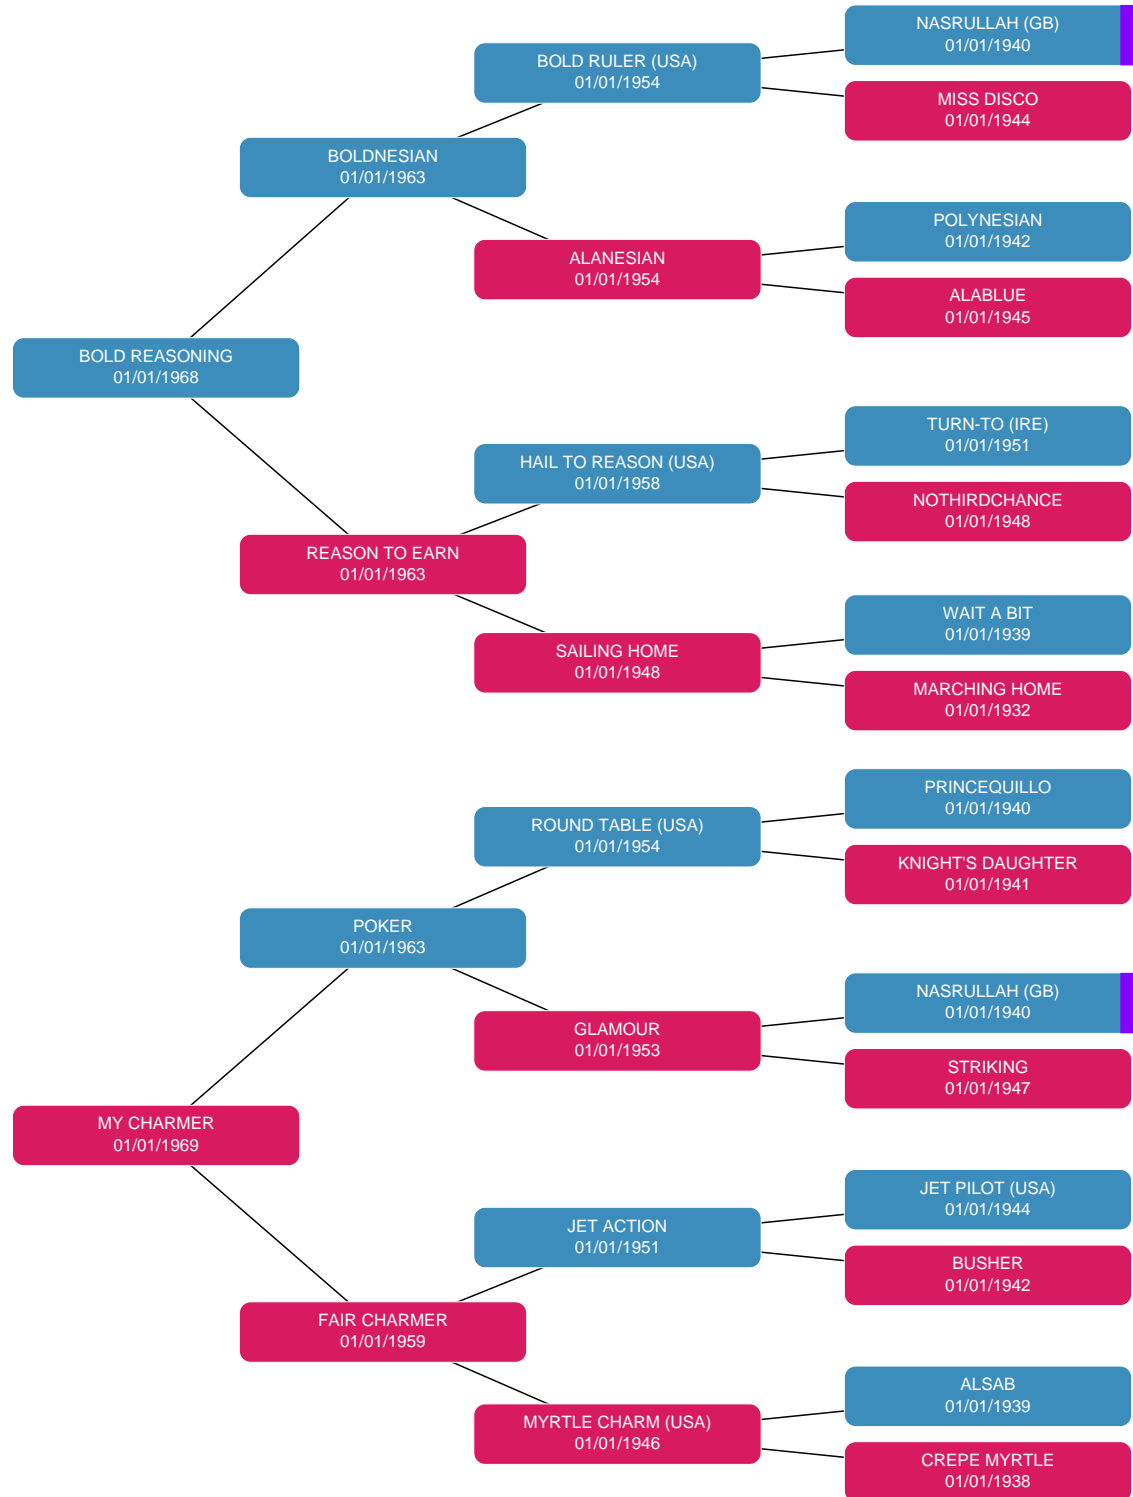 NASRULLAH (GB)
01/01/1940
BOLD RULER (USA)
01/01/1954
MISS DISCO
01/01/1944
BOLDNESIAN
01/01/1963
POLYNESIAN
01/01/1942
ALANESIAN
01/01/1954
ALABLUE
01/01/1945
BOLD REASONING
01/01/1968
TURN-TO (IRE)
01/01/1951
HAIL TO REASON (USA)
01/01/1958
NOTHIRDCHANCE
01/01/1948
REASON TO EARN
01/01/1963
WAIT A BIT
01/01/1939
SAILING HOME
01/01/1948
MARCHING HOME
01/01/1932
PRINCEQUILLO
01/01/1940
ROUND TABLE (USA)
01/01/1954
KNIGHT'S DAUGHTER
01/01/1941
POKER
01/01/1963
NASRULLAH (GB)
01/01/1940
GLAMOUR
01/01/1953
STRIKING
01/01/1947
MY CHARMER
01/01/1969
JET PILOT (USA)
01/01/1944
JET ACTION
01/01/1951
BUSHER
01/01/1942
FAIR CHARMER
01/01/1959
ALSAB
01/01/1939
MYRTLE CHARM (USA)
01/01/1946
CREPE MYRTLE
01/01/1938